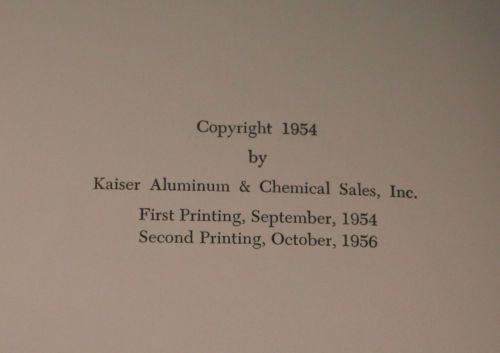 Copyright 1954
by
Kaiser Aluminum & Chemical Sales, Inc.
First Printing, September, 1954
Second Printing, October, 1956